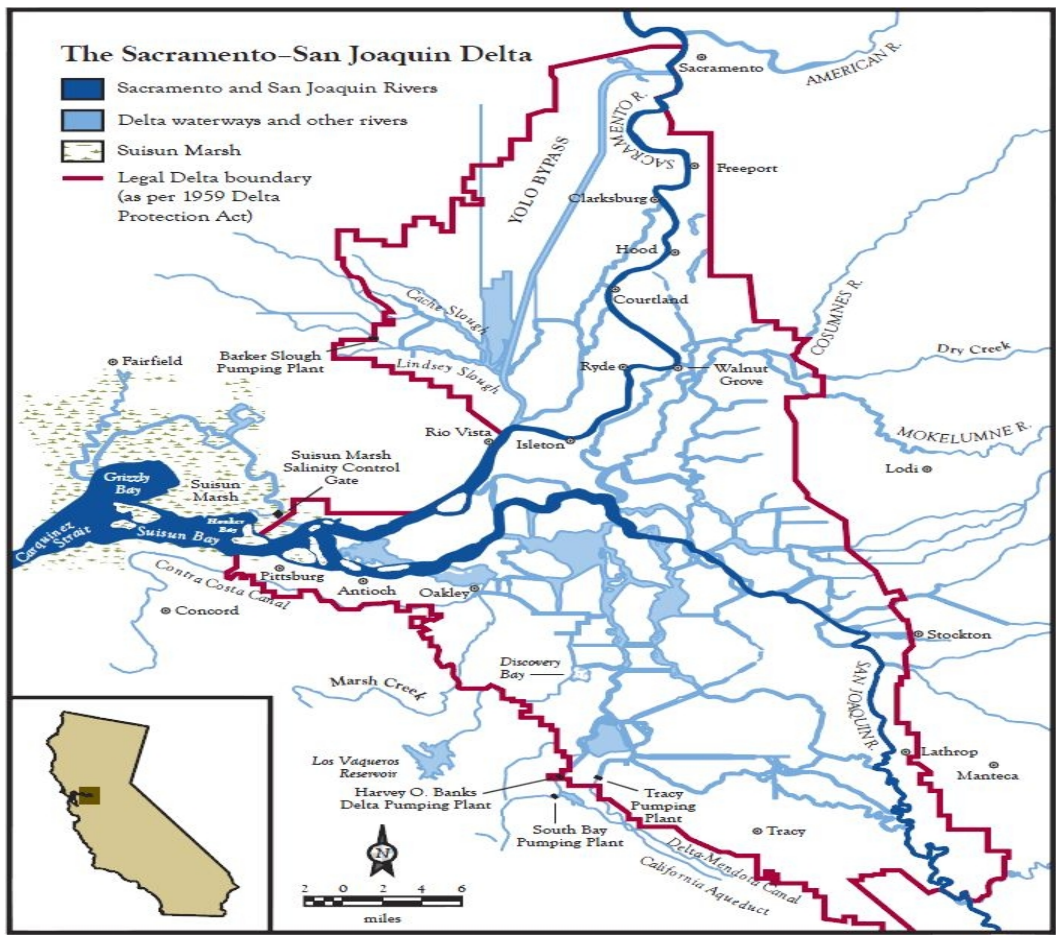 The Sacramento–San Joaquin Delta
Sacramento and San Joaquin Rivers
Delta waterways and other rivers
Suisun Marsh
Legal Delta boundary
(as per 1959 Delta
Protection Act)
Sacramento
AMERICAN R.
SACRAMENTO R.
YOLO BYPASS
Freeport
Clarksburg
Hood
Courtland
COSUMNES R.
Cache Slough
Barker Slough
Pumping Plant
Lindsey Slough
Fairfield
Ryde
Walnut
Grove
Dry Creek
Rio Vista
Isleton
MOKELUMNE R.
Lodi
Suisun Marsh
Salinity Control
Gate
Grizzly
Bay
Suisun
Marsh
Honker
Bay
Suisun Bay
Carquinez
Strait
Pittsburg
Antioch
Oakley
Contra Costa
Canal
Concord
Stockton
Discovery
Bay
Marsh Creek
SAN JOAQUIN R.
Los Vaqueros
Reservoir
Lathrop
Manteca
Harvey O. Banks
Delta Pumping Plant
Tracy
Pumping
Plant
South Bay
Pumping Plant
Tracy
Delta-Mendota Canal
California Aqueduct
N
2 0 2 4 6
miles